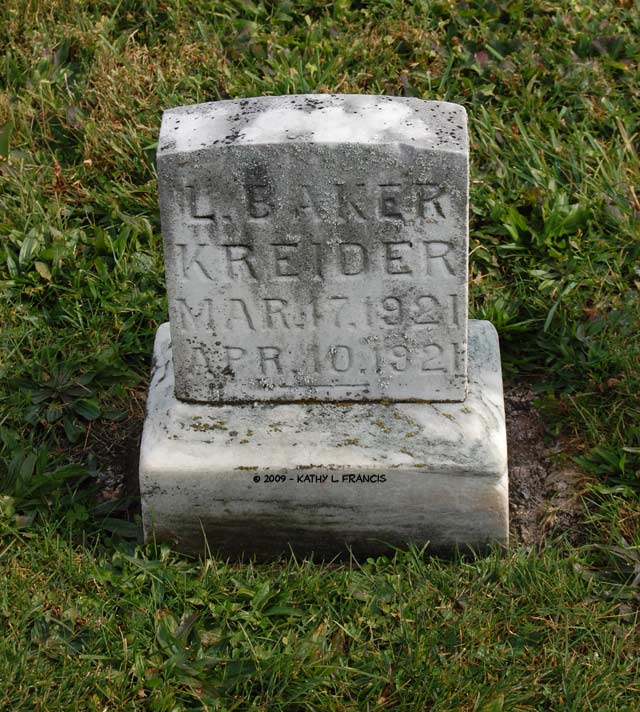 L. BAKER
KREIDER
MAR. 17. 1921
APR. 10. 1921
© 2009 - KATHY L. FRANCIS